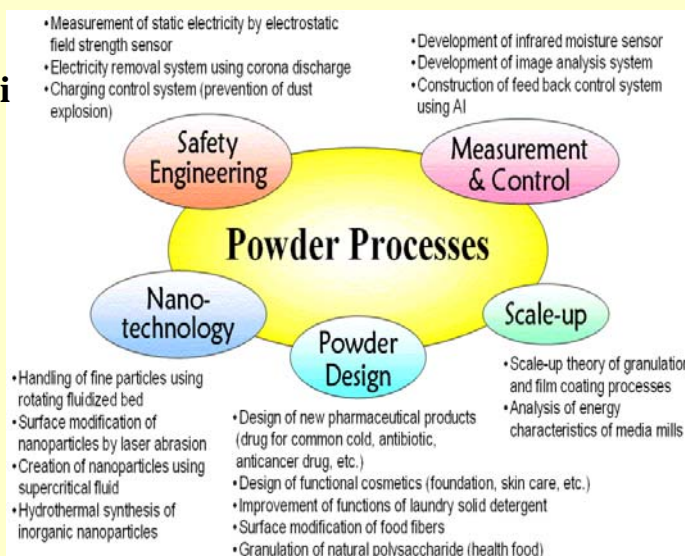 •Measurement of static electricity by electrostatic
field strength sensor
•Electricity removal system using corona discharge
•Charging control system (prevention of dust
explosion)
•Development of infrared moisture sensor
•Development of image analysis system
•Construction of feed back control system
using AI
i
Safety
Engineering
Measurement
& Control
Powder Processes
Nano-
technology
Powder
Design
Scale-up
•Handling of fine particles using
rotating fluidized bed
•Surface modification of
nanoparticles by laser abrasion
•Creation of nanoparticles using
supercritical fluid
•Hydrothermal synthesis of
inorganic nanoparticles
•Design of new pharmaceutical products
(drug for common cold, antibiotic,
anticancer drug, etc.)
•Design of functional cosmetics (foundation, skin care, etc.)
•Improvement of functions of laundry solid detergent
•Surface modification of food fibers
•Granulation of natural polysaccharide (health food)
•Scale-up theory of granulation
and film coating processes
•Analysis of energy
characteristics of media mills